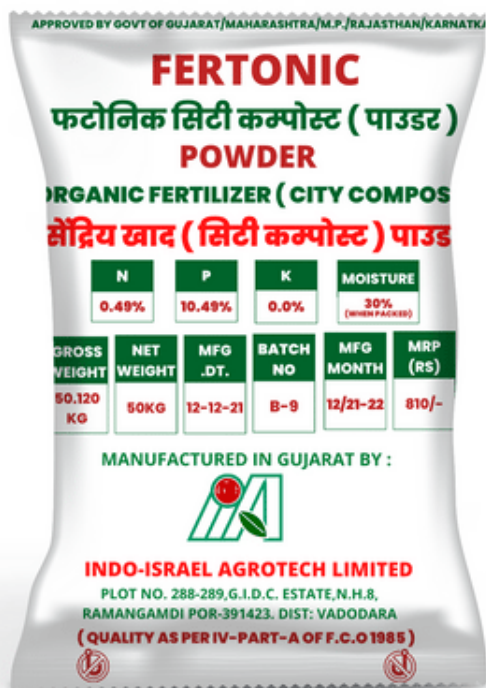 APPROVED BY GOVT OF GUJARAT/MAHARASHTRA/M.P./RAJASTHAN/KARNATKA
FERTONIC
फटोनिक सिटी कम्पोस्ट ( पाउडर )
POWDER
ORGANIC FERTILIZER ( CITY COMPOS
सेंद्रिय खाद ( सिटी कम्पोस्ट ) पाउड
N P K MOISTURE
0.49% 10.49% 0.0% 30%
(WHEN PACKED)
GROSS WEIGHT NET WEIGHT MFG .DT. BATCH NO MFG MONTH MRP (RS)
50.120 KG 50KG 12-12-21 B-9 12/21-22 810/-
MANUFACTURED IN GUJARAT BY :
INDO-ISRAEL AGROTECH LIMITED
PLOT NO. 288-289,G.I.D.C. ESTATE,N.H.8,
RAMANGAMDI POR-391423. DIST: VADODARA
( QUALITY AS PER IV-PART-A OF F.C.O 1985 )